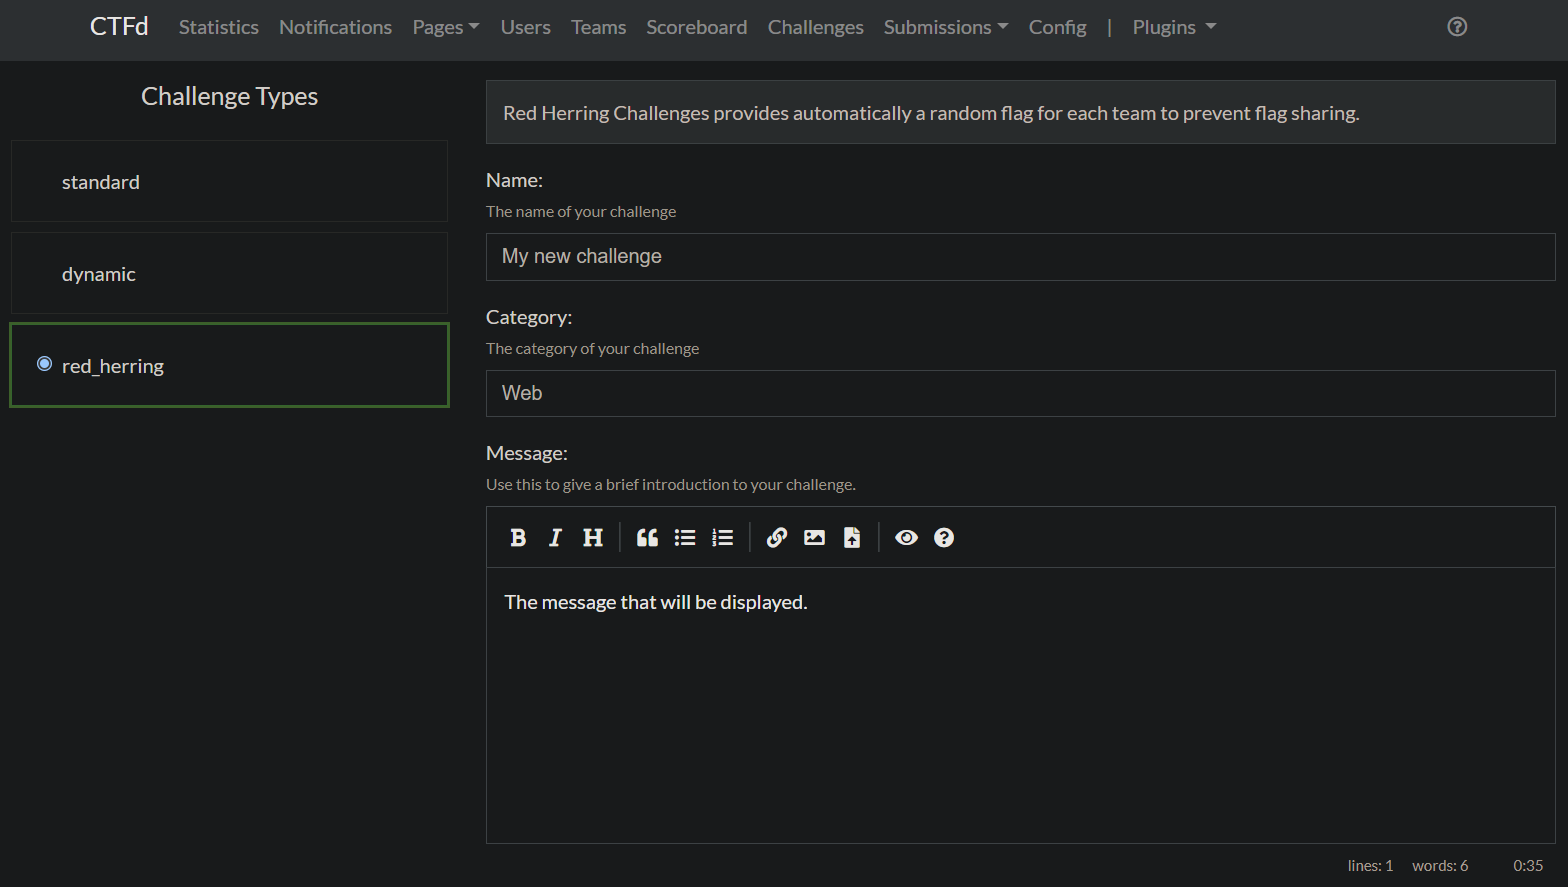 CTFd Statistics Notifications Pages Users Teams Scoreboard Challenges Submissions Config | Plugins
Challenge Types
standard
dynamic
red_herring
Red Herring Challenges provides automatically a random flag for each team to prevent flag sharing.
Name:
The name of your challenge
My new challenge
Category:
The category of your challenge
Web
Message:
Use this to give a brief introduction to your challenge.
B I H
The message that will be displayed.
lines: 1 words: 6 0:35